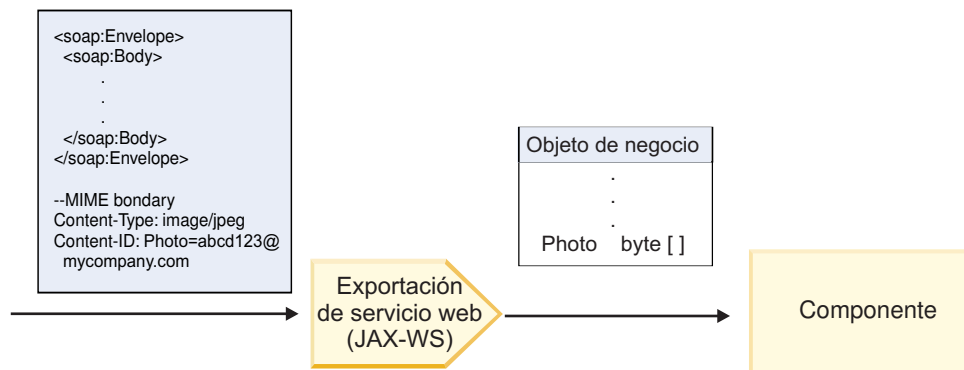 <soap:Envelope>
<soap:Body>
.
.
.
</soap:Body>
</soap:Envelope>
--MIME bondary
Content-Type: image/jpeg
Content-ID: Photo=abcd123@
mycompany.com
Exportación
de servicio web
(JAX-WS)
Objeto de negocio
.
.
.
Photo byte [ ]
Componente